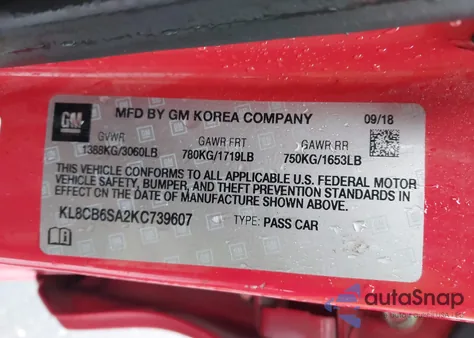 GM
MFD BY GM KOREA COMPANY
09/18
GVWR GAWR FRT GAWR RR
1388KG/3060LB 780KG/1719LB 750KG/1653LB
THIS VEHICLE CONFORMS TO ALL APPLICABLE U.S. FEDERAL MOTOR
VEHICLE SAFETY, BUMPER, AND THEFT PREVENTION STANDARDS IN
EFFECT ON THE DATE OF MANUFACTURE SHOWN ABOVE.
KL8CB6SA2KC739607 TYPE: PASS CAR
autoSnap